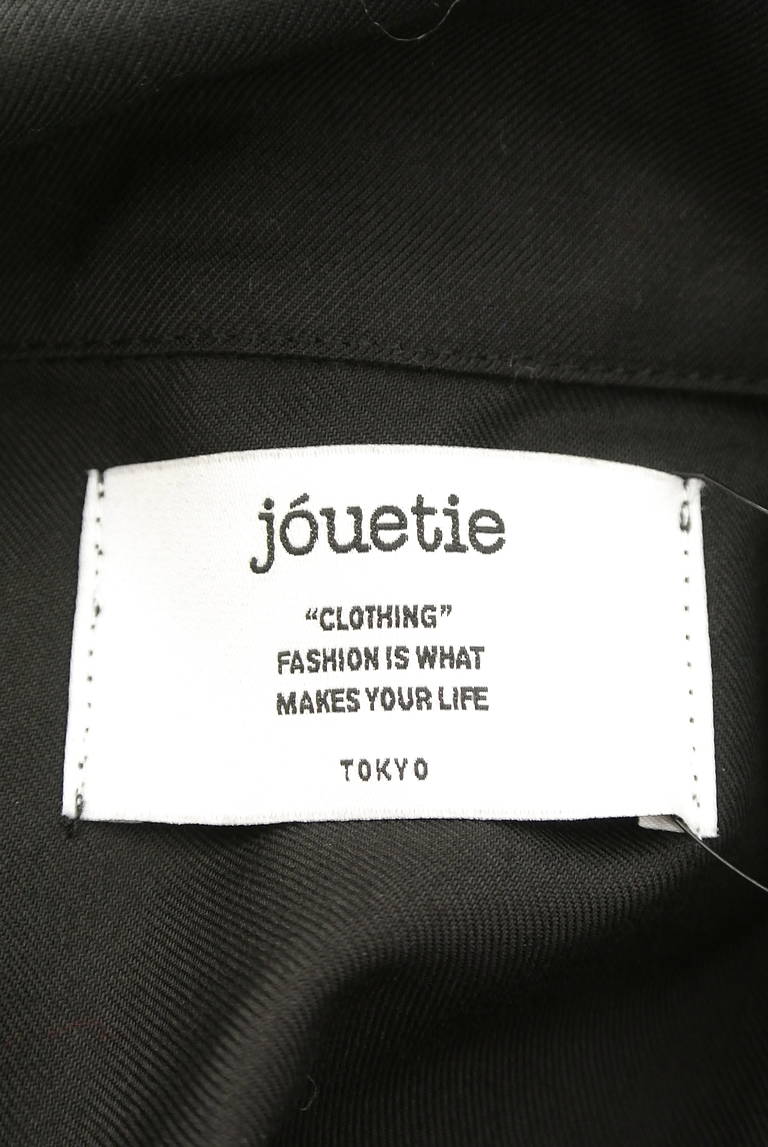 jóuetie
“CLOTHING”
FASHION IS WHAT
MAKES YOUR LIFE
TOKYO